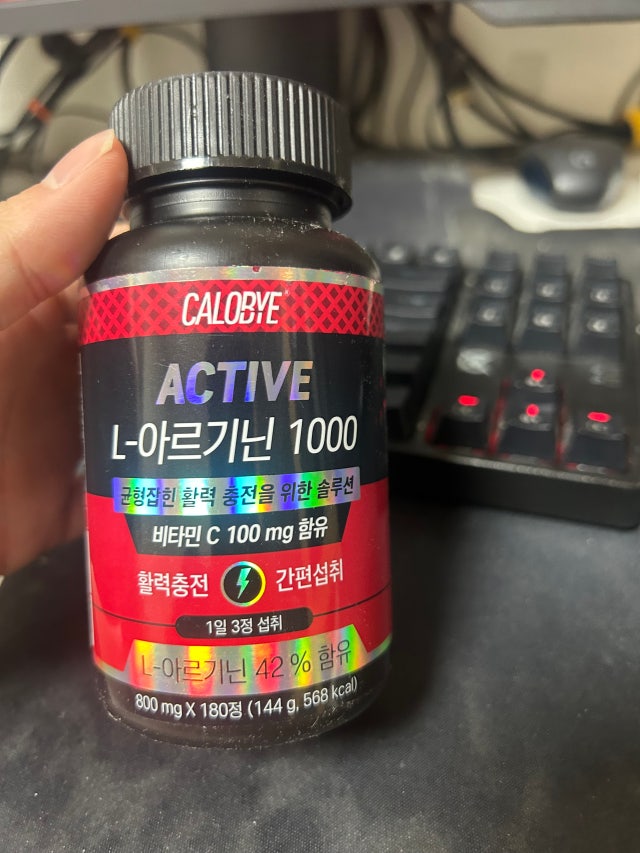 CALOBYE
ACTIVE
L-아르기닌 1000
균형잡힌 활력 충전을 위한 솔루션
비타민 C 100 mg 함유
활력충전 간편섭취
1일 3정 섭취
L-아르기닌 42 % 함유
800 mg X 180정 (144 g, 568 kcal)